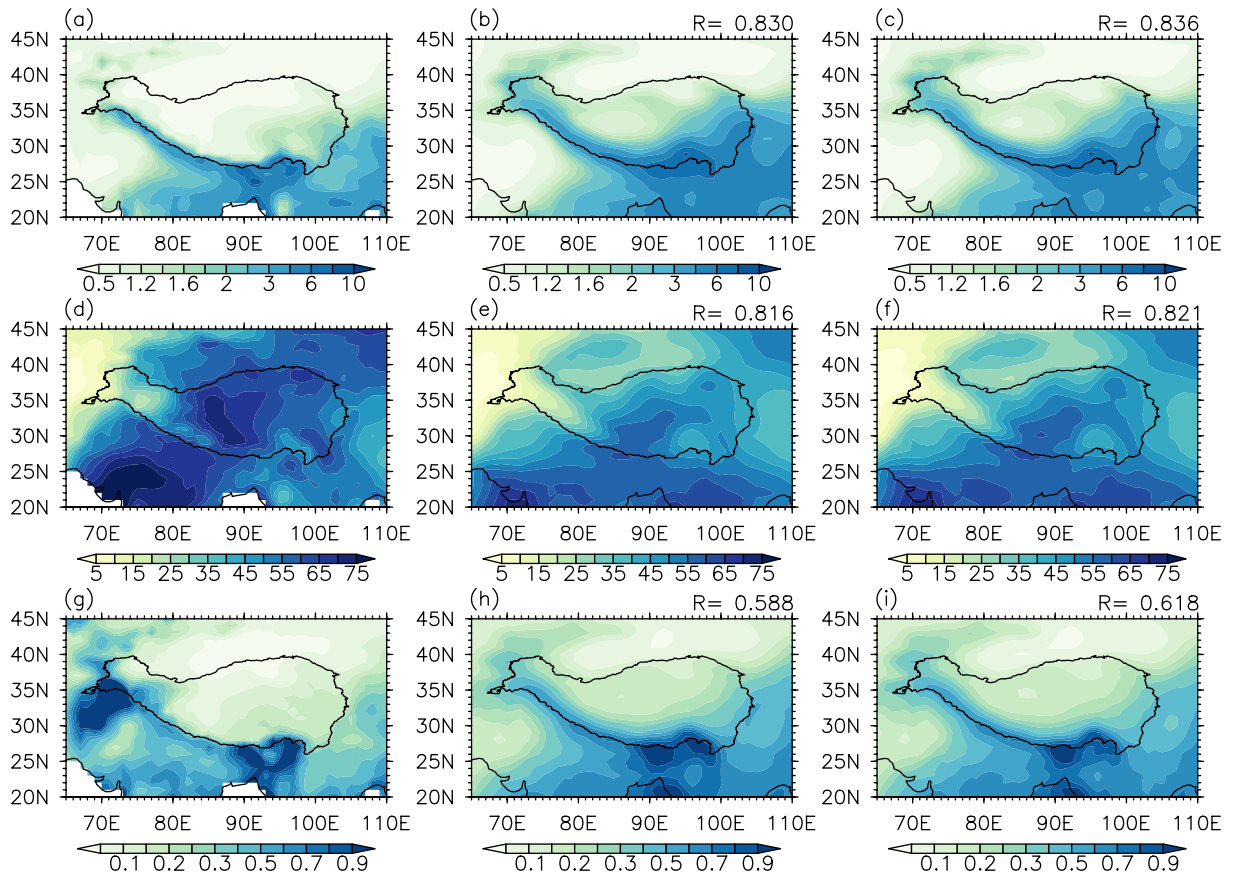 (a) (b) R= 0.830 (c) R= 0.836
45N 45N 45N
40N 40N 40N
35N 35N 35N
30N 30N 30N
25N 25N 25N
20N 20N 20N
70E 80E 90E 100E 110E 70E 80E 90E 100E 110E 70E 80E 90E 100E 110E
0.5 1.2 1.6 2 3 6 10 0.5 1.2 1.6 2 3 6 10 0.5 1.2 1.6 2 3 6 10
(d) (e) R= 0.816 (f) R= 0.821
45N 45N 45N
40N 40N 40N
35N 35N 35N
30N 30N 30N
25N 25N 25N
20N 20N 20N
70E 80E 90E 100E 110E 70E 80E 90E 100E 110E 70E 80E 90E 100E 110E
5 15 25 35 45 55 65 75 5 15 25 35 45 55 65 75 5 15 25 35 45 55 65 75
(g) (h) R= 0.588 (i) R= 0.618
45N 45N 45N
40N 40N 40N
35N 35N 35N
30N 30N 30N
25N 25N 25N
20N 20N 20N
70E 80E 90E 100E 110E 70E 80E 90E 100E 110E 70E 80E 90E 100E 110E
0.1 0.2 0.3 0.5 0.7 0.9 0.1 0.2 0.3 0.5 0.7 0.9 0.1 0.2 0.3 0.5 0.7 0.9